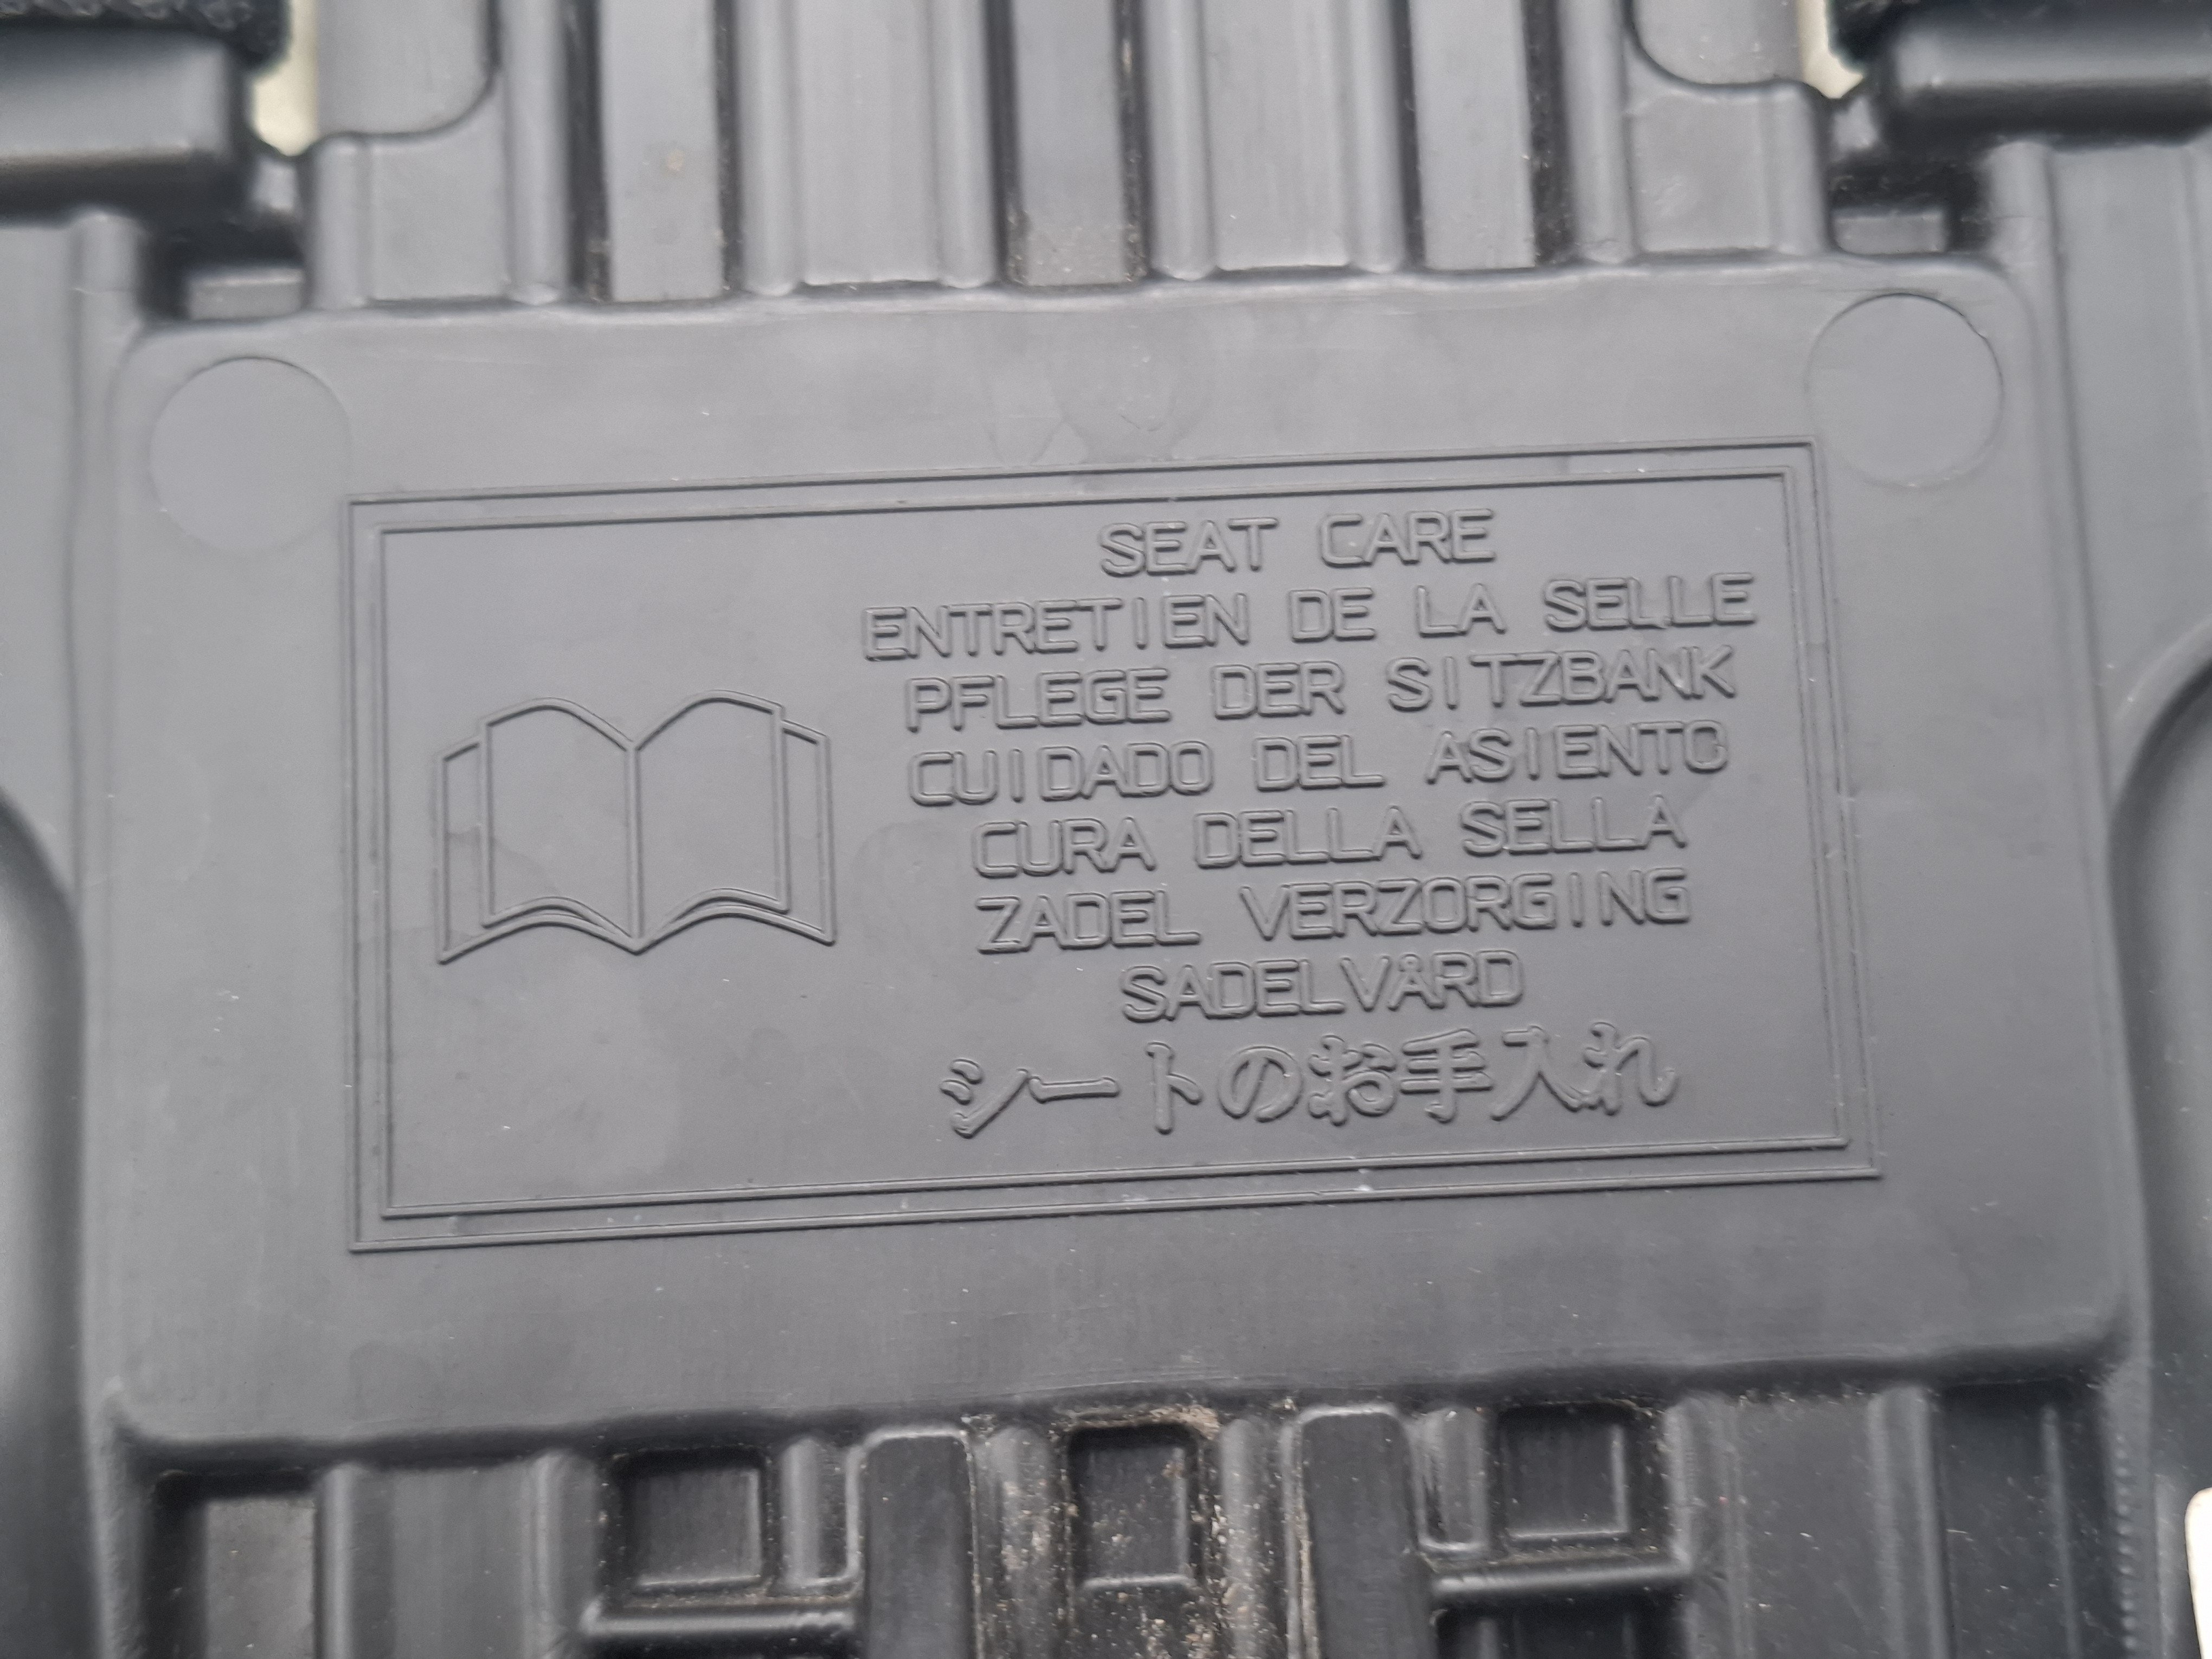 SEAT CARE
ENTRETIEN DE LA SELLE
PFLEGE DER SITZBANK
CUIDADO DEL ASIENTO
CURA DELLA SELLA
ZADEL VERZORGING
SADELVÅRD
シートのお手入れ